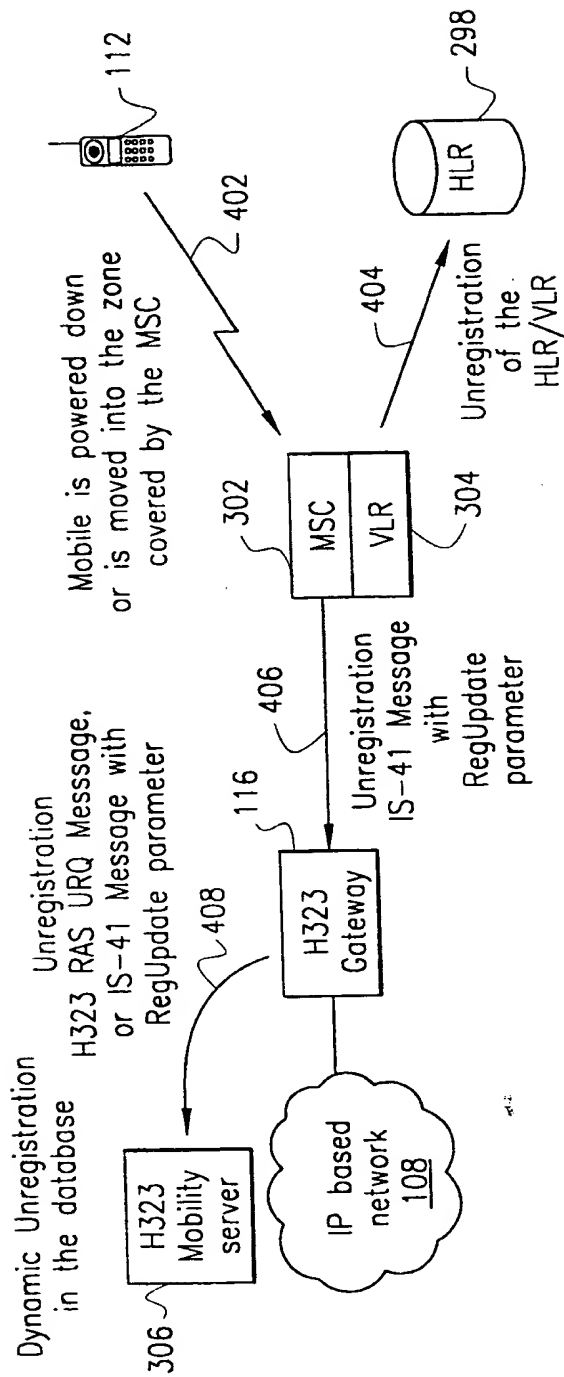 Dynamic Unregistration
in the database
Unregistration
H323 RAS URQ Messsage,
or IS-41 Message with
RegUpdate parameter
Mobile is powered down
or is moved into the zone
covered by the MSC
112
402
408
116
406
302
306
H323
Mobility
server
H323
Gateway
MSC
VLR
304
404
HLR
298
IP based
network
108
Unregistration
IS-41 Message
with
RegUpdate
parameter
Unregistration
of the
HLR/VLR